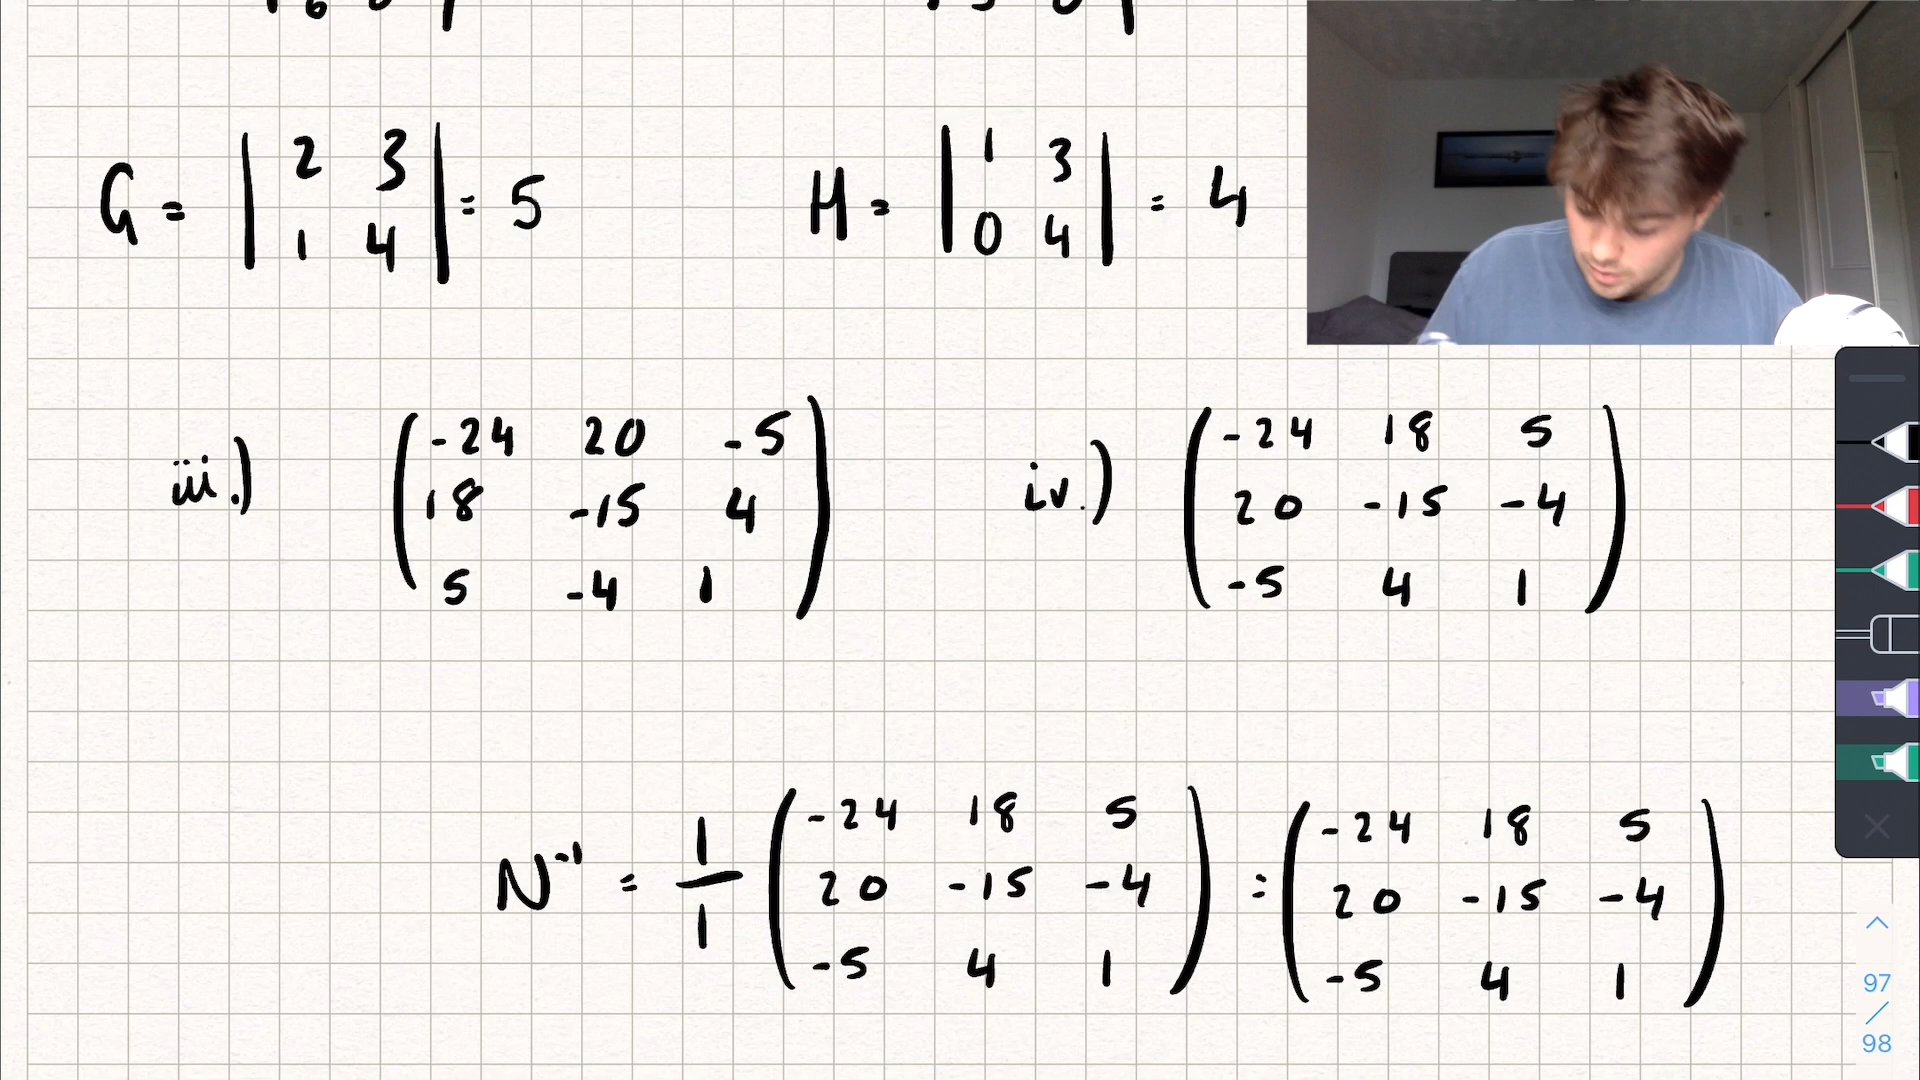 G = | 2 3 | = 5
| 1 4 |
H = | 1 3 | = 4
| 0 4 |
iii.) ( -24 20 -5 )
( 18 -15 4 )
( 5 -4 1 )
iv.) ( -24 18 5 )
( 20 -15 -4 )
( -5 4 1 )
N⁻¹ = 1/1 ( -24 18 5 ) = ( -24 18 5 )
( 20 -15 -4 ) ( 20 -15 -4 )
( -5 4 1 ) ( -5 4 1 )
97
/
98